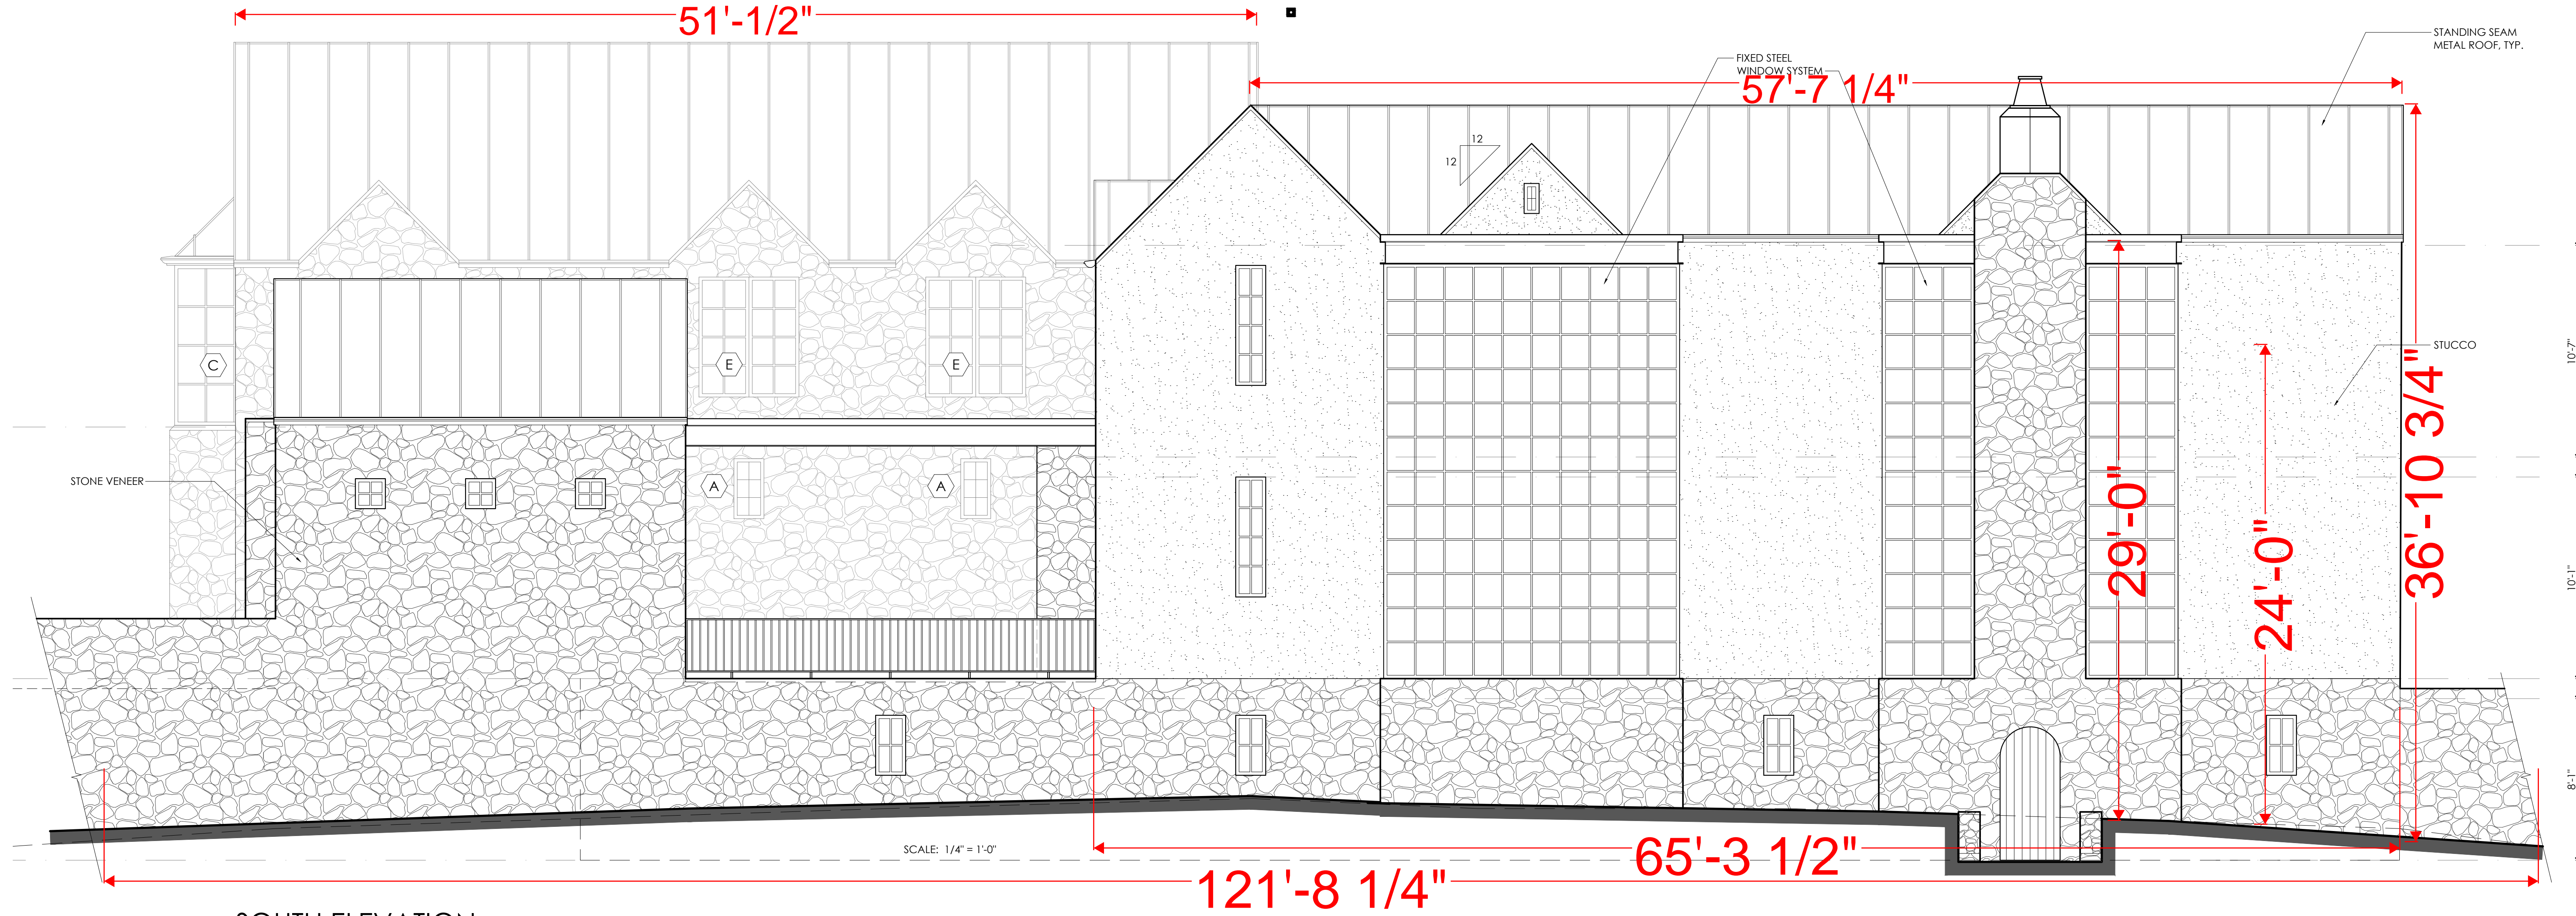 51'-1/2"
STANDING SEAM
METAL ROOF, TYP.
FIXED STEEL
WINDOW SYSTEM
57'-7 1/4"
12
12
C
E
E
STUCCO
10'-7"
36'-10 3/4"
STONE VENEER
A
A
29'-0"
24'-0"
10'-1"
8'-1"
SCALE: 1/4" = 1'-0"
65'-3 1/2"
121'-8 1/4"
SOUTH ELEVATION